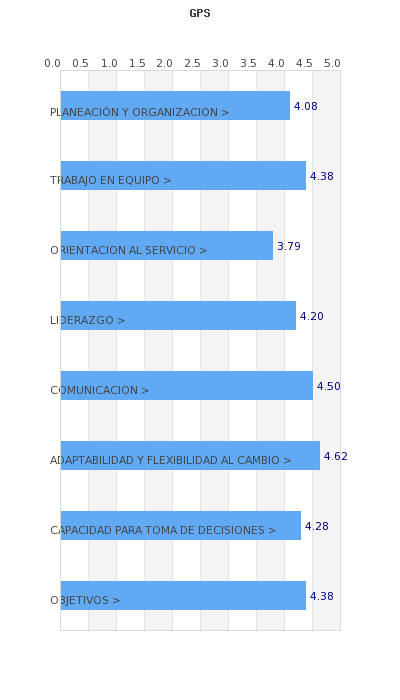 GPS
0.0 0.5 1.0 1.5 2.0 2.5 3.0 3.5 4.0 4.5 5.0
PLANEACIÓN Y ORGANIZACION > 4.08
TRABAJO EN EQUIPO > 4.38
ORIENTACION AL SERVICIO > 3.79
LIDERAZGO > 4.20
COMUNICACION > 4.50
ADAPTABILIDAD Y FLEXIBILIDAD AL CAMBIO > 4.62
CAPACIDAD PARA TOMA DE DECISIONES > 4.28
OBJETIVOS > 4.38